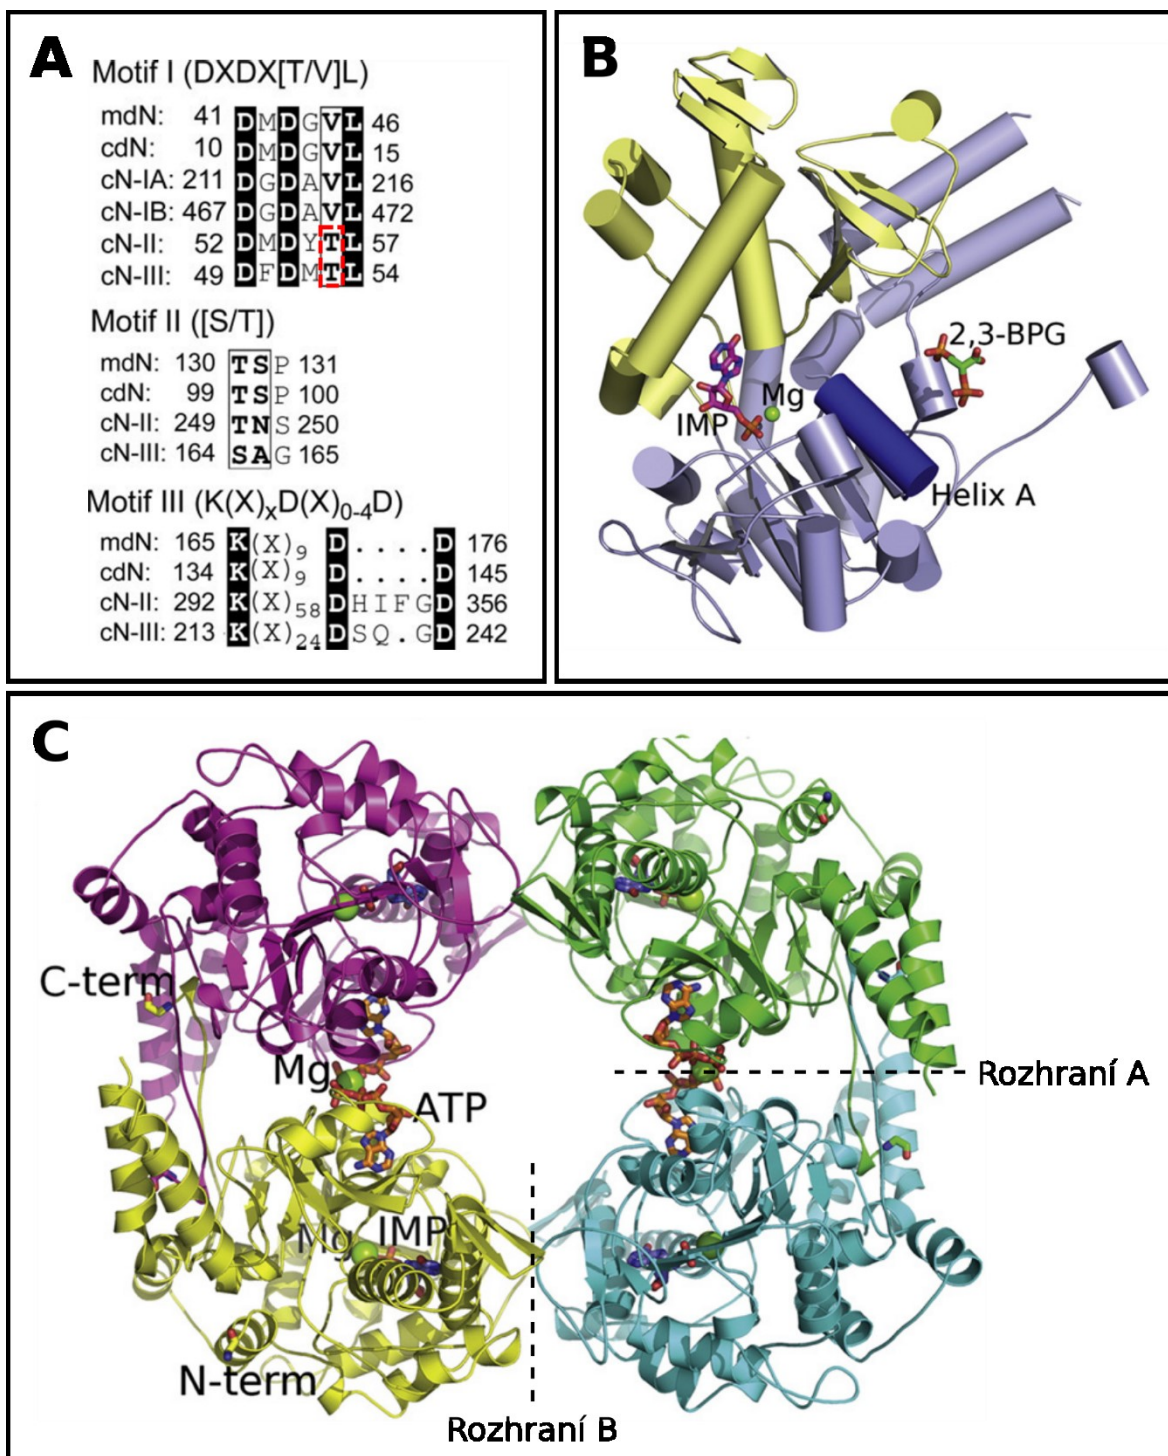 A
Motif I (DXDX[T/V]L)
mdN: 41 DMDGVL 46
cdN: 10 DMDGVL 15
cN-IA: 211 DGDAVL 216
cN-IB: 467 DGDAVL 472
cN-II: 52 DMDYTL 57
cN-III: 49 DFDMTL 54
Motif II ([S/T])
mdN: 130 TSP 131
cdN: 99 TSP 100
cN-II: 249 TNS 250
cN-III: 164 SAG 165
Motif III (K(X)xD(X)0-4D)
mdN: 165 K(X)9 D....D 176
cdN: 134 K(X)9 D....D 145
cN-II: 292 K(X)58 DHIFGD 356
cN-III: 213 K(X)24 DSQ.GD 242
B
2,3-BPG
Mg
IMP
Helix A
C
C-term
Mg
ATP
Rozhraní A
Mg IMP
N-term
Rozhraní B